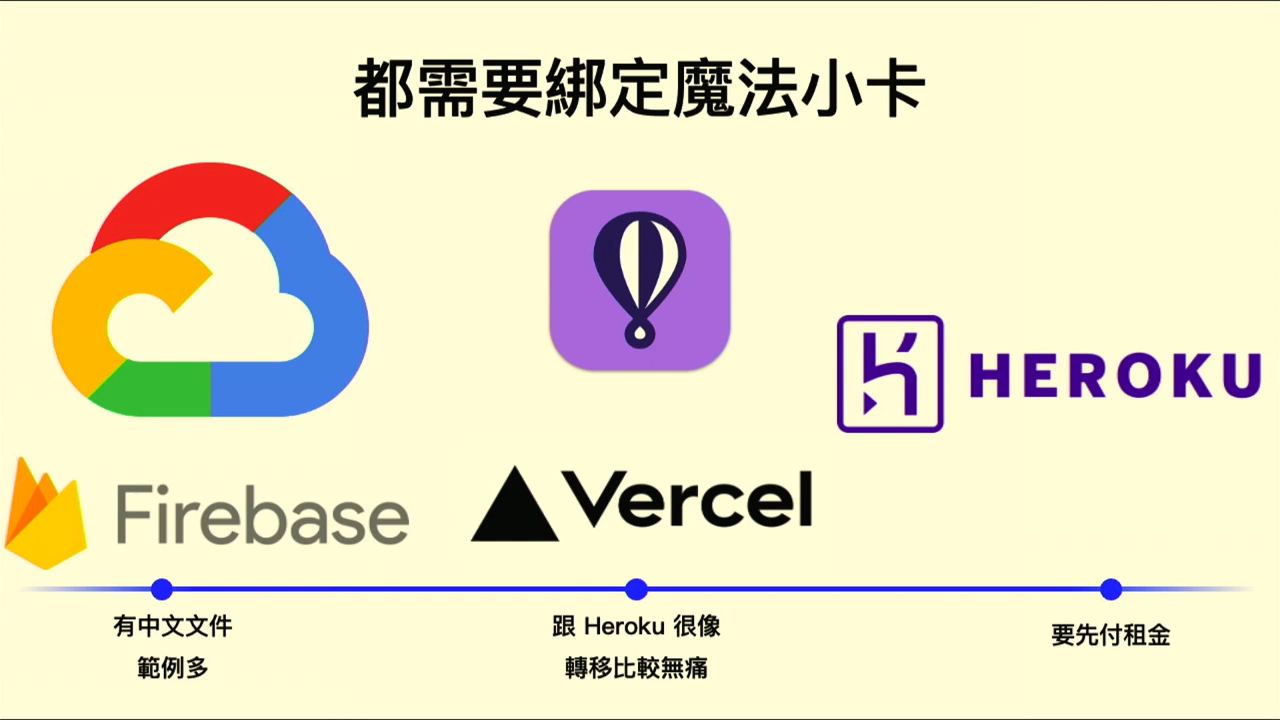 都需要綁定魔法小卡
HEROKU
Firebase
Vercel
有中文文件
範例多
跟 Heroku 很像
轉移比較無痛
要先付租金